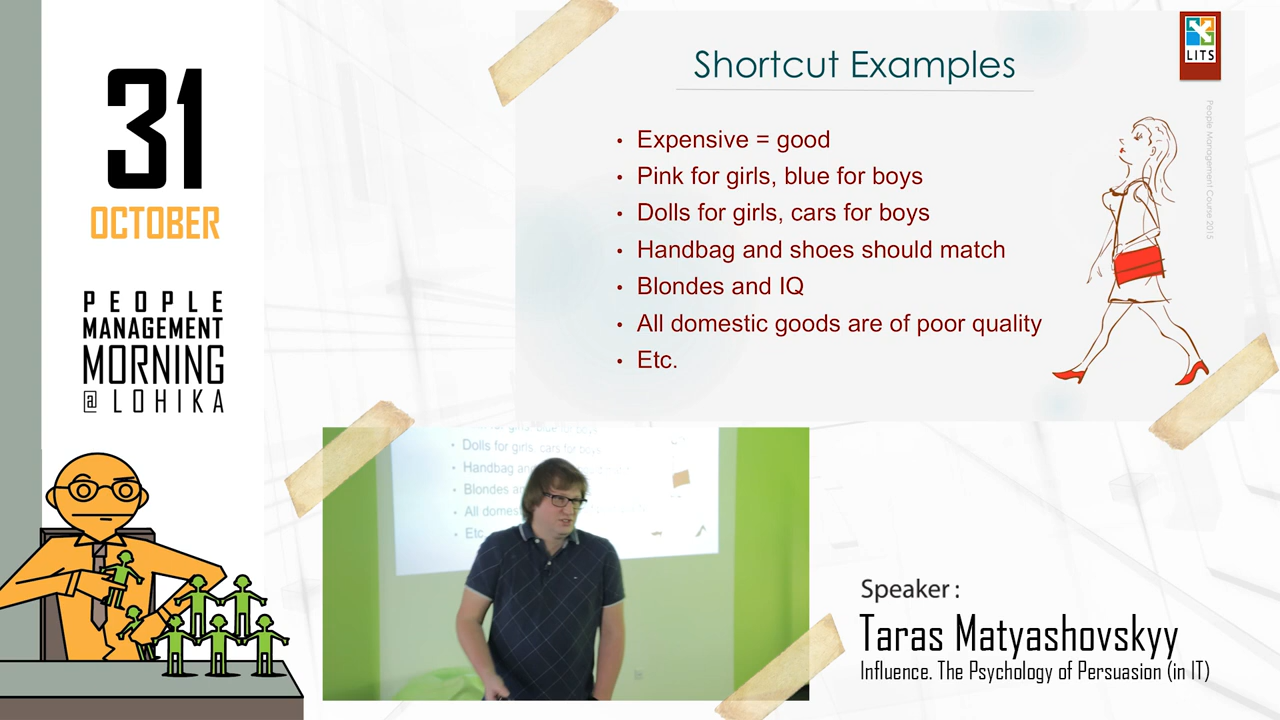 31
OCTOBER
PEOPLE
MANAGEMENT
MORNING
@ LOHIKA
Shortcut Examples
LITS
People Management Course 2015
• Expensive = good
• Pink for girls, blue for boys
• Dolls for girls, cars for boys
• Handbag and shoes should match
• Blondes and IQ
• All domestic goods are of poor quality
• Etc.
Dolls for girls, cars for boys
Handbag
Blondes
All domes
Etc.
Speaker :
Taras Matyashovskyy
Influence. The Psychology of Persuasion (in IT)